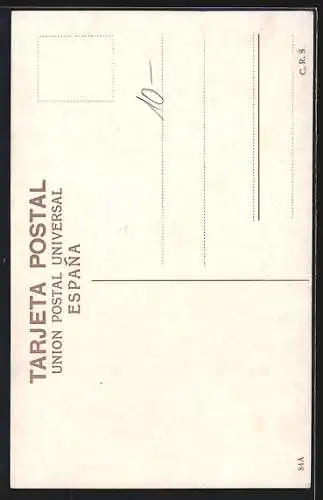 TARJETA POSTAL
UNION POSTAL UNIVERSAL
ESPAÑA
10-
C. R. S.
84A